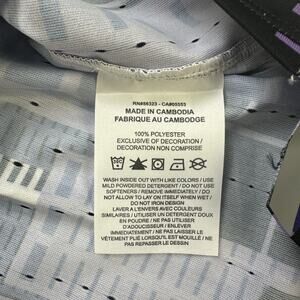 RN#56323 - CA#05553
MADE IN CAMBODIA
FABRIQUE AU CAMBODGE
100% POLYESTER
EXCLUSIVE OF DECORATION /
DECORATION NON COMPRISE
WASH INSIDE OUT WITH LIKE COLORS / USE
MILD POWDERED DETERGENT / DO NOT USE
SOFTENERS / REMOVE IMMEDIATELY / DO
NOT ALLOW TO LAY ON ITSELF WHEN WET /
DO NOT IRON DESIGN
LAVER A L'ENVERS AVEC COULEURS
SIMILAIRES / UTILISER UN DETERGENT DOUX
EN POUDRE / NE PAS UTILISER
D'ADOUCISSEUR / ENLEVER
IMMÉDIATEMENT / NE PAS LAISSER LE
VÊTEMENT PLIÉ LORSQU'IL EST MOUILLÉ / NE
PAS REPASSER LE DESSIN